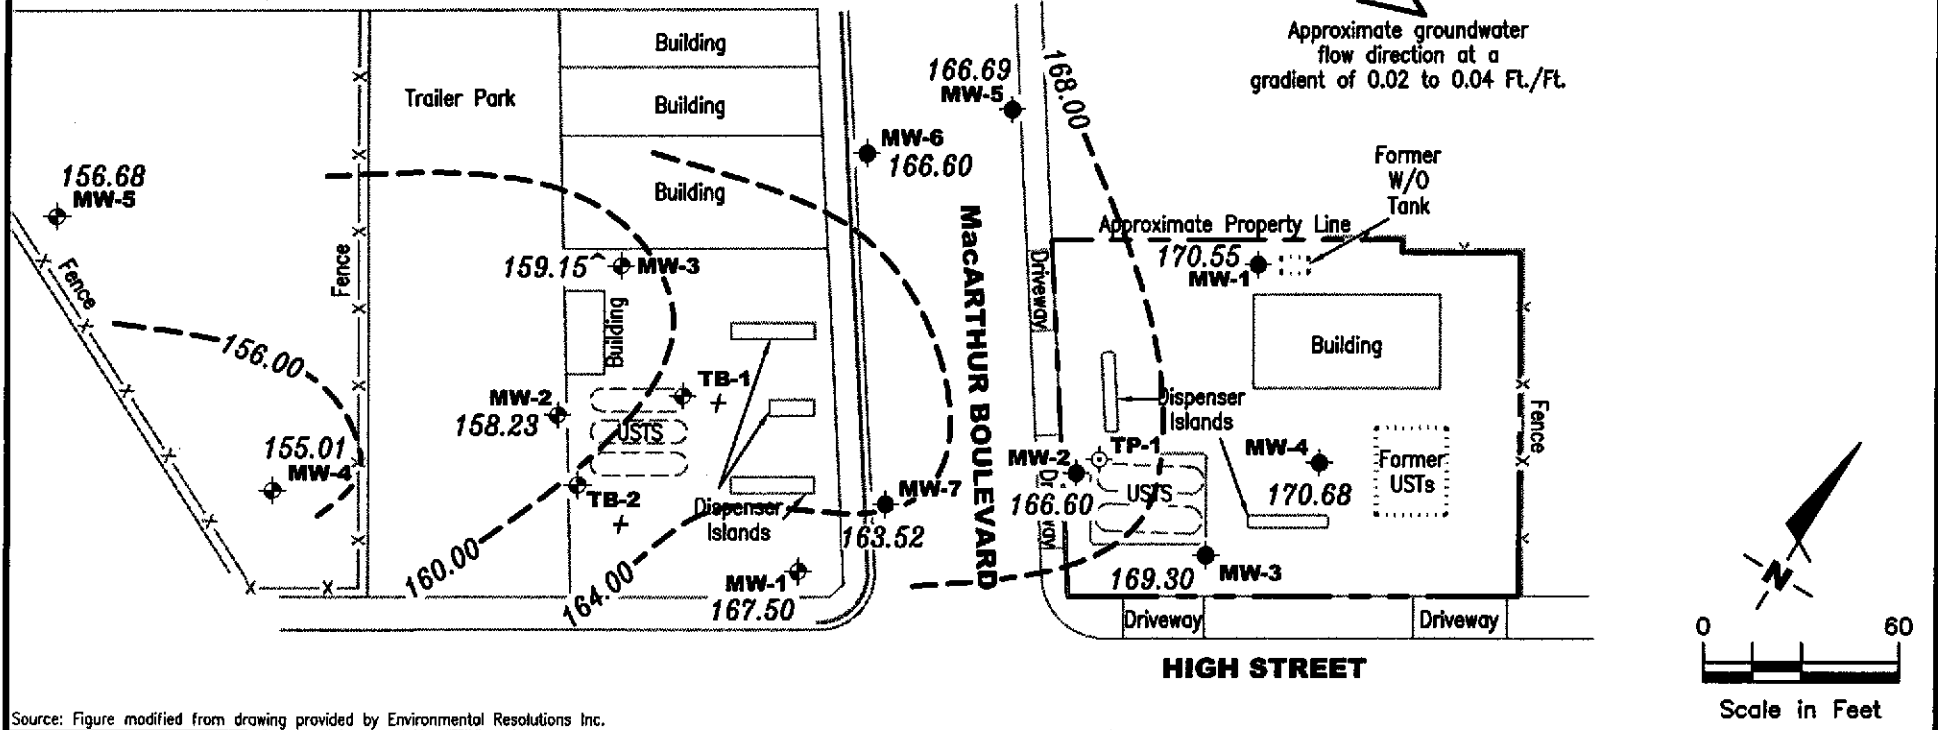 Approximate groundwater
flow direction at a
gradient of 0.02 to 0.04 Ft./Ft.
Building
Trailer Park
Building
Building
166.69
MW-5
168.00
MW-6
166.60
Former
W/O
Tank
156.68
MW-5
Approximate Property Line
170.55
MW-1
159.15^
MW-3
Fence
Fence
Building
MacARTHUR BOULEVARD
Driveway
Building
156.00
TB-1
MW-2
158.23
USTS
Dispenser
Islands
Fence
155.01
MW-4
TB-2
Dispenser
Islands
MW-7
163.52
MW-2
166.60
TP-1
USTS
MW-4
170.68
Former
USTs
160.00
164.00
MW-1
167.50
169.30
MW-3
Driveway
Driveway
HIGH STREET
N
0 60
Scale in Feet
Source: Figure modified from drawing provided by Environmental Resolutions Inc.